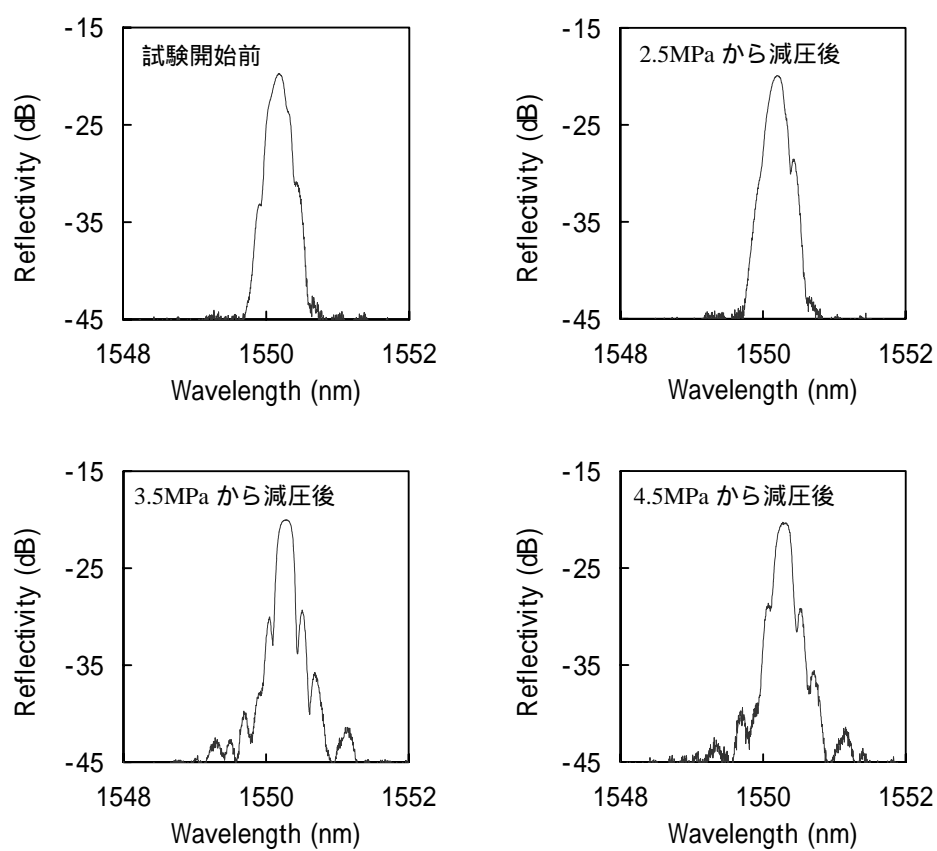 -15
試験開始前
-25
-35
-45
Reflectivity (dB)
1548 1550 1552
Wavelength (nm)
-15
2.5MPa から減圧後
-25
-35
-45
Reflectivity (dB)
1548 1550 1552
Wavelength (nm)
-15
3.5MPa から減圧後
-25
-35
-45
Reflectivity (dB)
1548 1550 1552
Wavelength (nm)
-15
4.5MPa から減圧後
-25
-35
-45
Reflectivity (dB)
1548 1550 1552
Wavelength (nm)